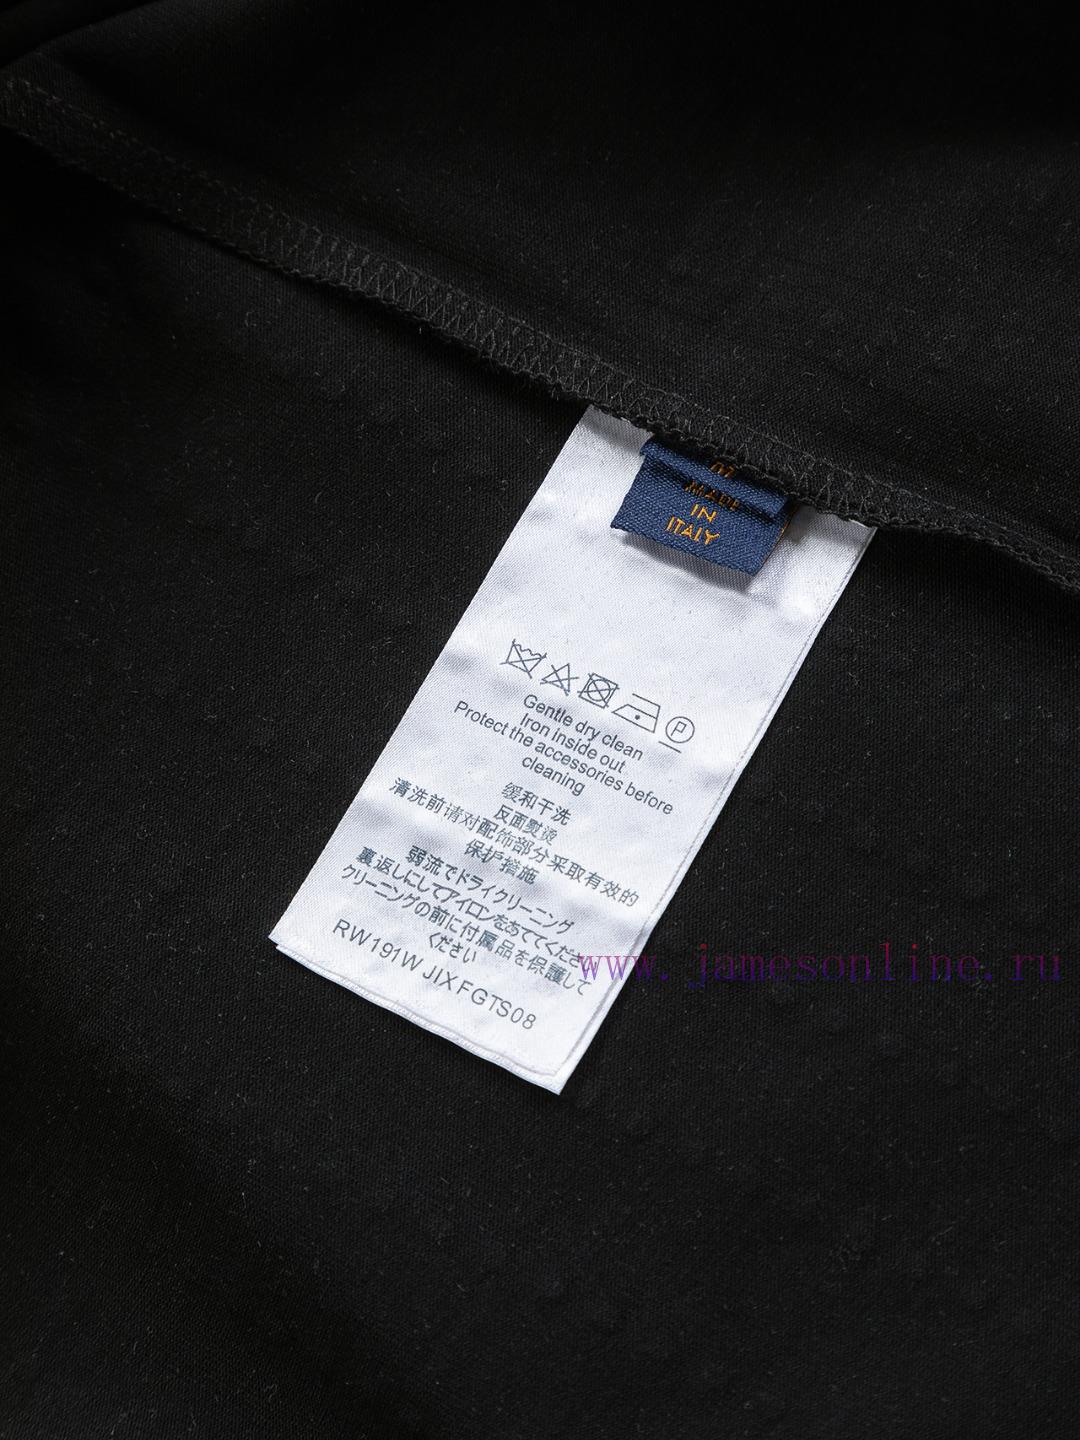 MADE
IN
ITALY
P
Gentle dry clean
Iron inside out
Protect the accessories before
cleaning
缓和干洗
反面熨烫
清洗前请对配饰部分采取有效的
保护措施
弱流でドライクリーニング
裏返しにしてアイロンをあててくださ
クリーニングの前に付属品を保護して
ください
RW191W JIXFGTS08
www.jamesonline.ru